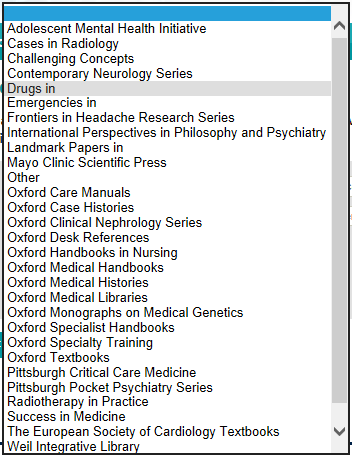 Adolescent Mental Health Initiative
Cases in Radiology
Challenging Concepts
Contemporary Neurology Series
Drugs in
Emergencies in
Frontiers in Headache Research Series
International Perspectives in Philosophy and Psychiatry
Landmark Papers in
Mayo Clinic Scientific Press
Other
Oxford Care Manuals
Oxford Case Histories
Oxford Clinical Nephrology Series
Oxford Desk References
Oxford Handbooks in Nursing
Oxford Medical Handbooks
Oxford Medical Histories
Oxford Medical Libraries
Oxford Monographs on Medical Genetics
Oxford Specialist Handbooks
Oxford Specialty Training
Oxford Textbooks
Pittsburgh Critical Care Medicine
Pittsburgh Pocket Psychiatry Series
Radiotherapy in Practice
Success in Medicine
The European Society of Cardiology Textbooks
Weil Integrative Library